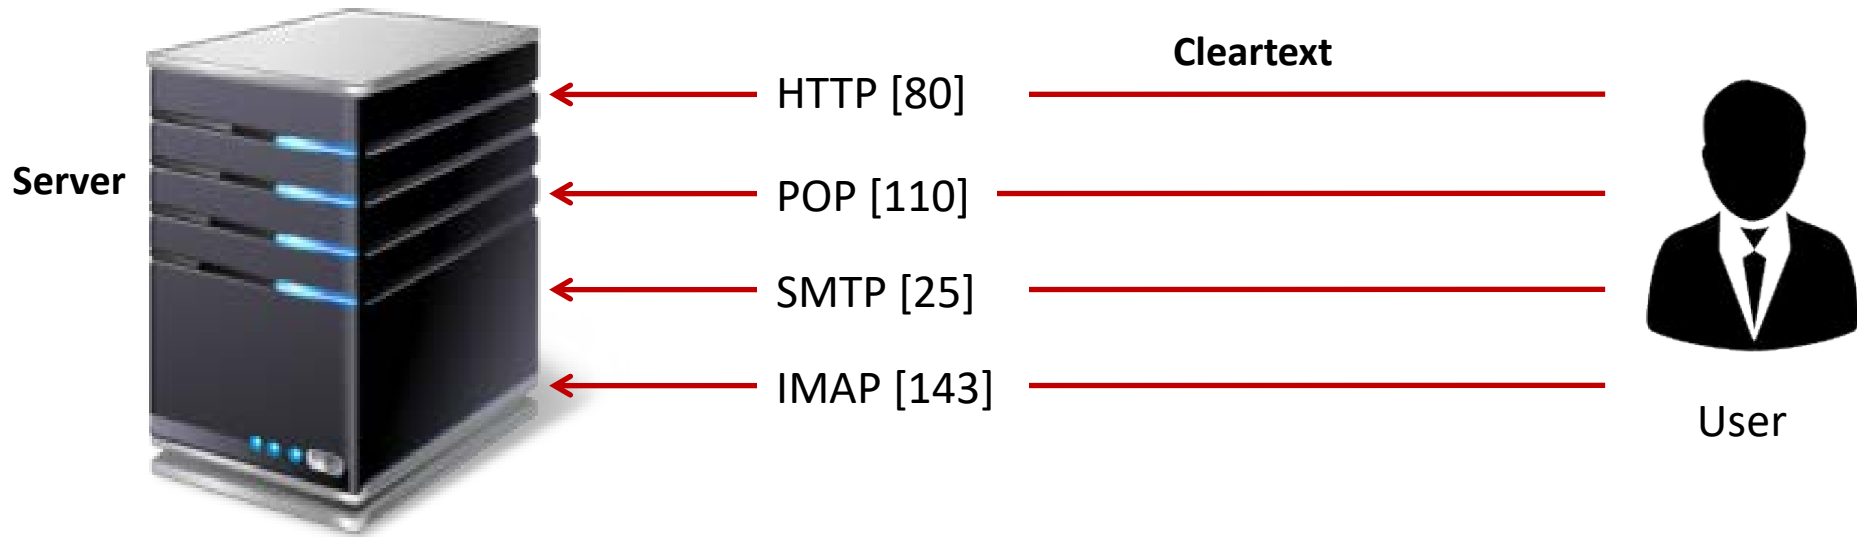 Cleartext
HTTP [80]
Server
POP [110]
SMTP [25]
IMAP [143]
User